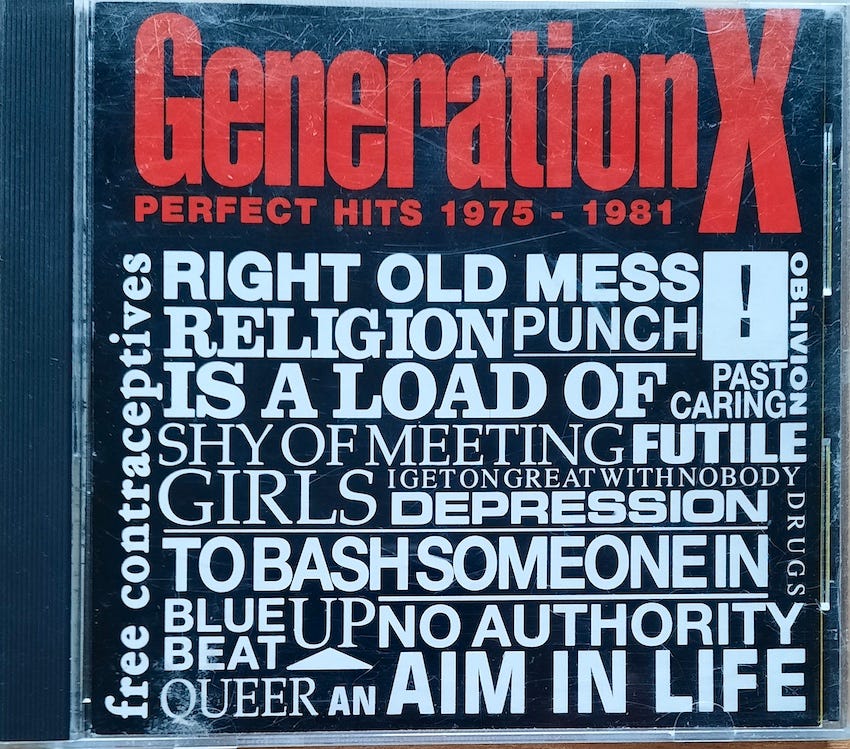 Generation X
PERFECT HITS 1975 - 1981
free contraceptives
RIGHT OLD MESS !
OBLIVION
RELIGION PUNCH
IS A LOAD OF PAST
CARING
SHY OF MEETING FUTILE
GIRLS I GET ON GREAT WITH NOBODY
DEPRESSION
DRUGS
TO BASH SOMEONE IN
BLUE
BEAT UP NO AUTHORITY
QUEER AN AIM IN LIFE